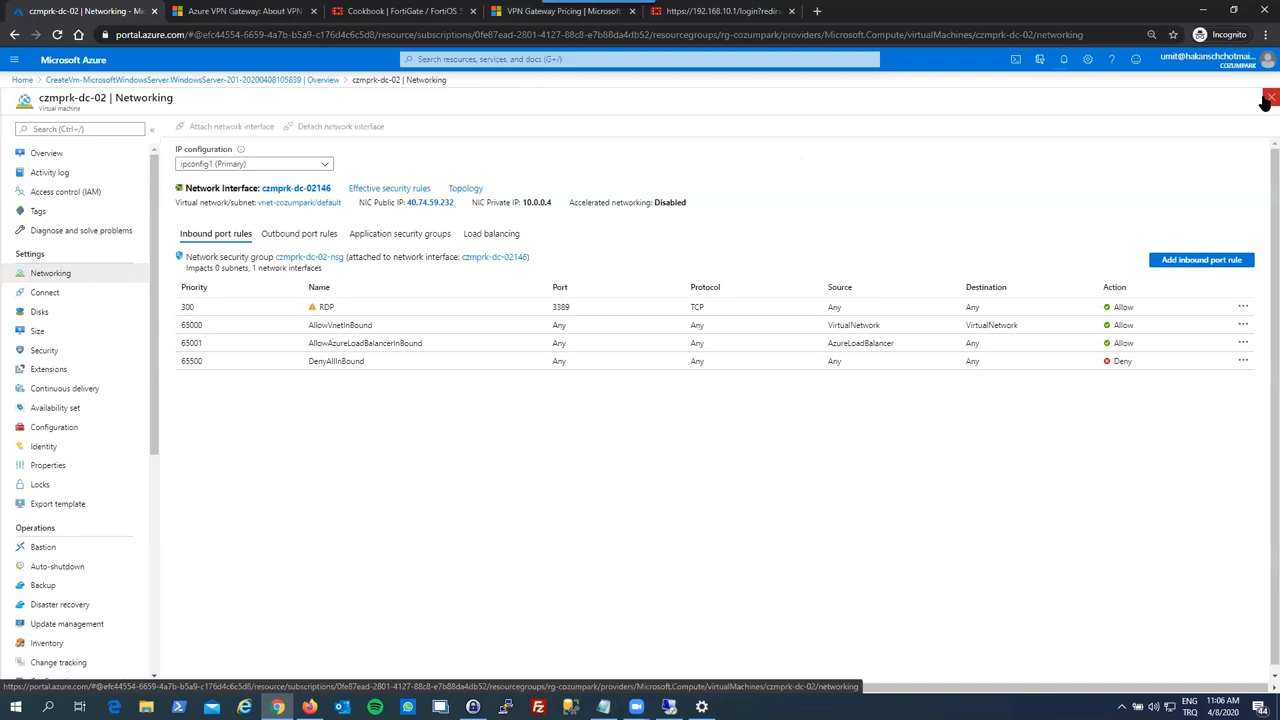 czmprk-dc-02 | Networking - Mi
Azure VPN Gateway: About VPN
Cookbook | FortiGate / FortiOS 5
VPN Gateway Pricing | Microsoft
https://192.168.10.1/login?redir
portal.azure.com/#@efc44554-6659-4a7b-b5a9-c176d4c6c5d8/resource/subscriptions/0fe87ead-2801-4127-88c8-e7b88da4db52/resourcegroups/rg-cozumpark/providers/Microsoft.Compute/virtualMachines/czmprk-dc-02/networking
Incognito
Microsoft Azure
Search resources, services, and docs (G+/)
umit@hakanschchotmai...
COZUMPARK
Home > CreateVm-MicrosoftWindowsServer.WindowsServer-201-20200408105839 | Overview > czmprk-dc-02 | Networking
czmprk-dc-02 | Networking
Virtual machine
Search (Ctrl+/)
Overview
Activity log
Access control (IAM)
Tags
Diagnose and solve problems
Settings
Networking
Connect
Disks
Size
Security
Extensions
Continuous delivery
Availability set
Configuration
Identity
Properties
Locks
Export template
Operations
Bastion
Auto-shutdown
Backup
Disaster recovery
Update management
Inventory
Change tracking
Attach network interface Detach network interface
IP configuration
ipconfig1 (Primary)
Network Interface: czmprk-dc-02146 Effective security rules Topology
Virtual network/subnet: vnet-cozumpark/default NIC Public IP: 40.74.59.232 NIC Private IP: 10.0.0.4 Accelerated networking: Disabled
Inbound port rules Outbound port rules Application security groups Load balancing
Network security group czmprk-dc-02-nsg (attached to network interface: czmprk-dc-02146)
Impacts 0 subnets, 1 network interfaces
Add inbound port rule
Priority Name Port Protocol Source Destination Action
300 RDP 3389 TCP Any Any Allow
65000 AllowVnetInBound Any Any VirtualNetwork VirtualNetwork Allow
65001 AllowAzureLoadBalancerInBound Any Any AzureLoadBalancer Any Allow
65500 DenyAllInBound Any Any Any Any Deny
https://portal.azure.com/#@efc44554-6659-4a7b-b5a9-c176d4c6c5d8/resource/subscriptions/0fe87ead-2801-4127-88c8-e7b88da4db52/resourcegroups/rg-cozumpark/providers/Microsoft.Compute/virtualMachines/czmprk-dc-02/networking
ENG
TRQ
11:06 AM
4/8/2020